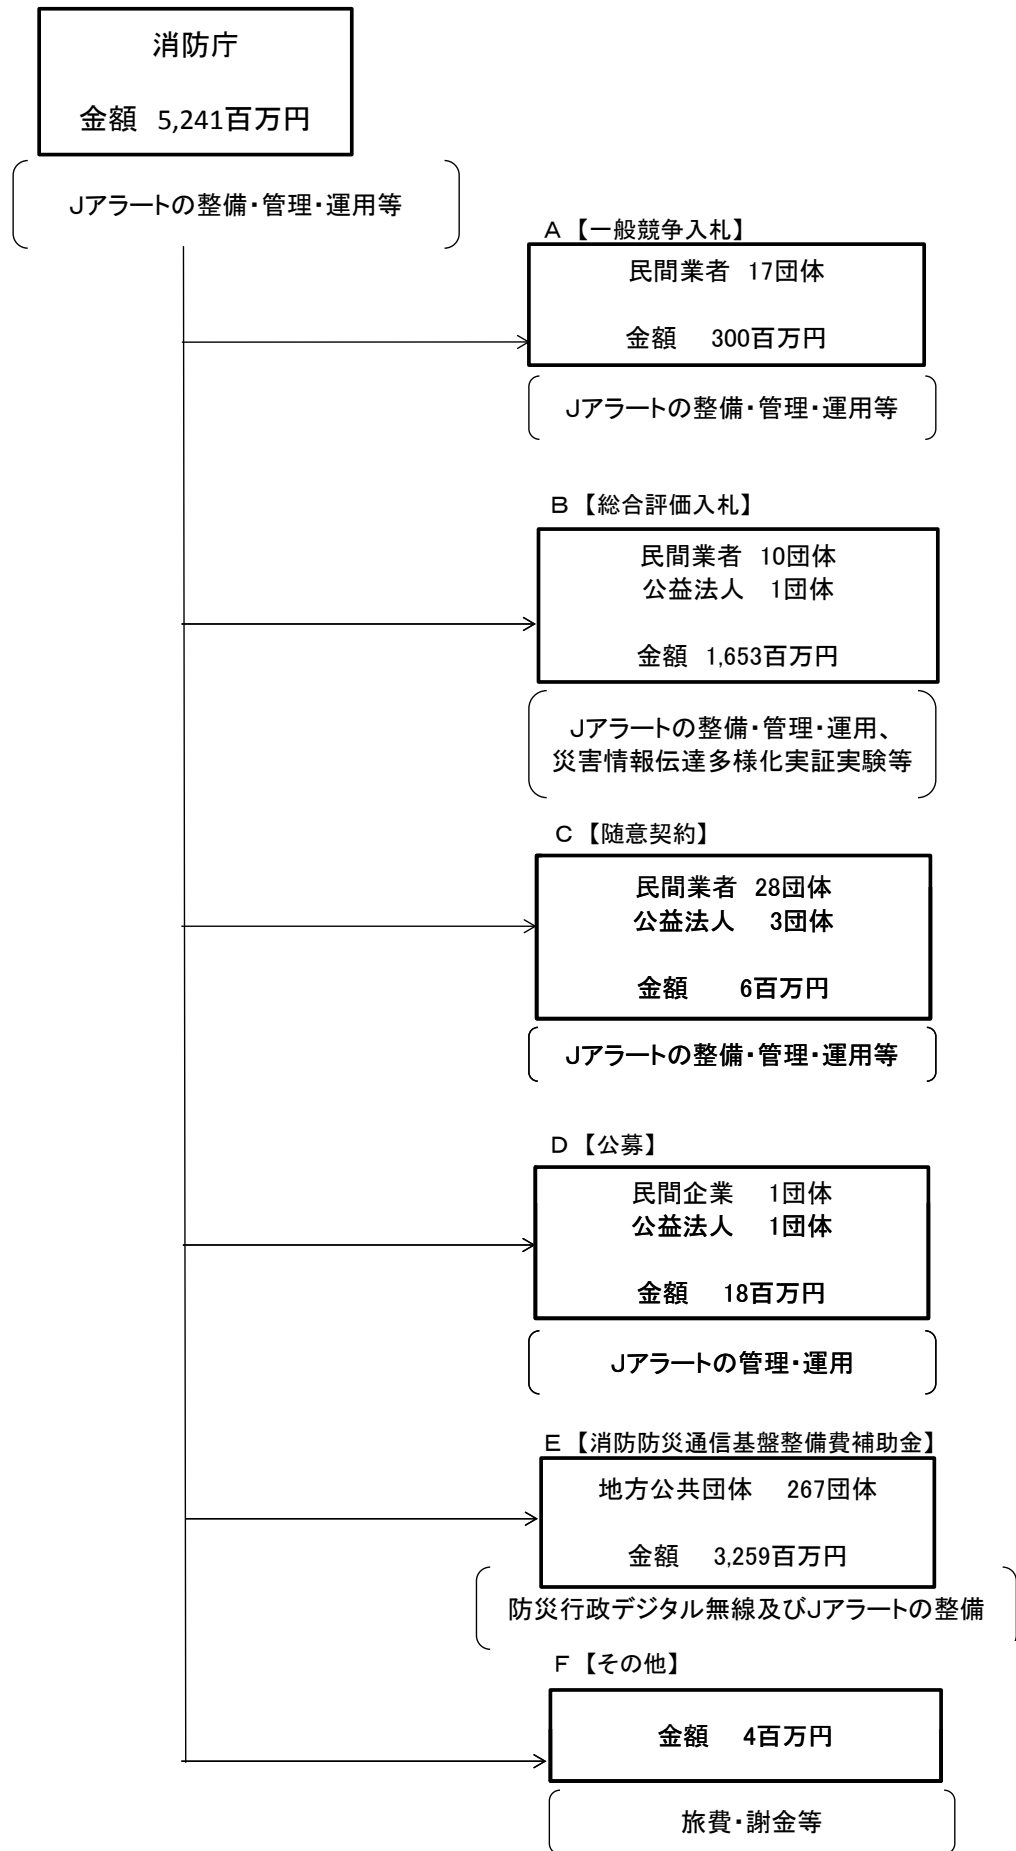 消防庁
金額 5,241百万円
Jアラートの整備・管理・運用等
A 【一般競争入札】
民間業者 17団体
金額 300百万円
Jアラートの整備・管理・運用等
B 【総合評価入札】
民間業者 10団体
公益法人 1団体
金額 1,653百万円
Jアラートの整備・管理・運用、
災害情報伝達多様化実証実験等
C 【随意契約】
民間業者 28団体
公益法人 3団体
金額 6百万円
Jアラートの整備・管理・運用等
D 【公募】
民間企業 1団体
公益法人 1団体
金額 18百万円
Jアラートの管理・運用
E 【消防防災通信基盤整備費補助金】
地方公共団体 267団体
金額 3,259百万円
防災行政デジタル無線及びJアラートの整備
F 【その他】
金額 4百万円
旅費・謝金等